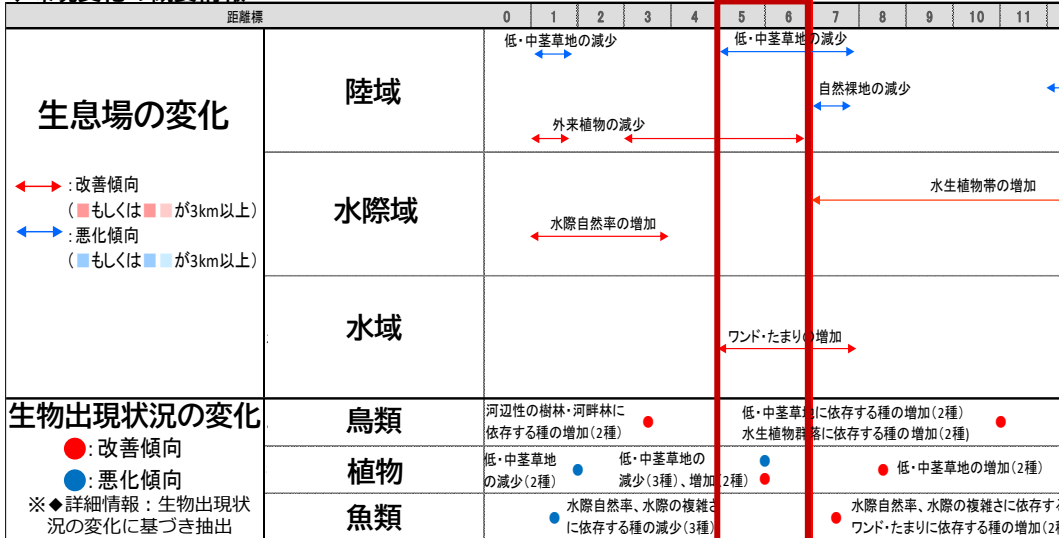 距離標 0 1 2 3 4 5 6 7 8 9 10 11
生息場の変化
:改善傾向
(■もしくは■ ■が3km以上)
:悪化傾向
(■もしくは■ ■が3km以上)
陸域
低・中茎草地の減少
低・中茎草地の減少
自然裸地の減少
外来植物の減少
水際域
水生植物帯の増加
水際自然率の増加
水域
ワンド・たまりの増加
生物出現状況の変化
●:改善傾向
●:悪化傾向
※◆詳細情報:生物出現状
況の変化に基づき抽出
鳥類
河辺性の樹林・河畔林に
依存する種の増加(2種)
低・中茎草地に依存する種の増加(2種)
水生植物群落に依存する種の増加(2種)
植物
低・中茎草地
の減少(2種)
低・中茎草地の
減少(3種)、増加(2種)
低・中茎草地の増加(2種)
魚類
水際自然率、水際の複雑さ
に依存する種の減少(3種)
水際自然率、水際の複雑さに依存する
ワンド・たまりに依存する種の増加(2